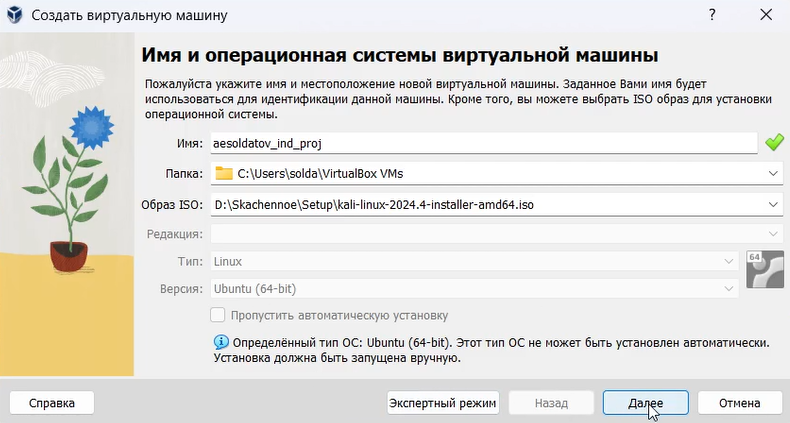 Создать виртуальную машину
?
Имя и операционная системы виртуальной машины
Пожалуйста укажите имя и местоположение новой виртуальной машины. Заданное Вами имя будет
использоваться для идентификации данной машины. Кроме того, вы можете выбрать ISO образ для установки
операционной системы.
Имя: aesoldatov_ind_proj
Папка: C:\Users\solda\VirtualBox VMs
Образ ISO: D:\Skachennoe\Setup\kali-linux-2024.4-installer-amd64.iso
Редакция:
Тип: Linux
64
Версия: Ubuntu (64-bit)
Пропустить автоматическую установку
Определённый тип ОС: Ubuntu (64-bit). Этот тип ОС не может быть установлен автоматически.
Установка должна быть запущена вручную.
Справка Экспертный режим Назад Далее Отмена